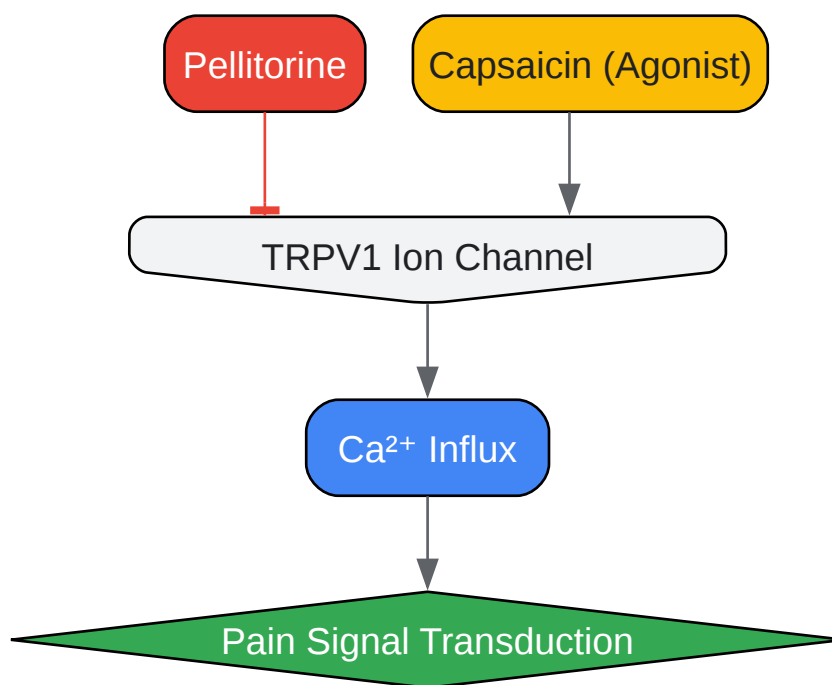 Pellitorine
Capsaicin (Agonist)
TRPV1 Ion Channel
Ca²⁺ Influx
Pain Signal Transduction